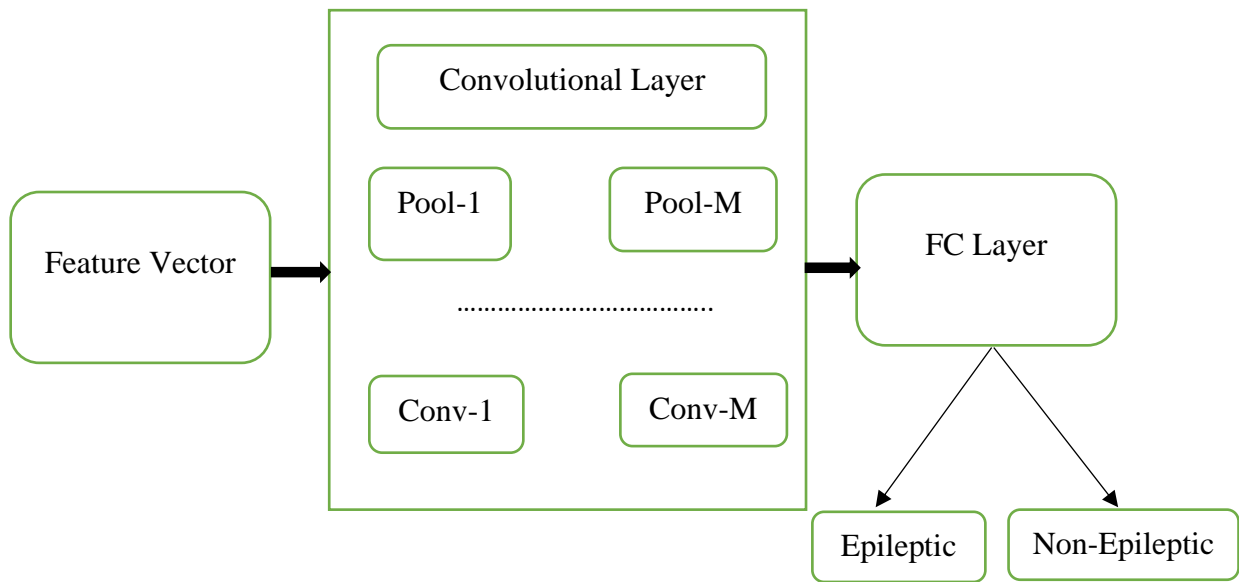 Convolutional Layer
Pool-1
Pool-M
Feature Vector
FC Layer
....................................
Conv-1
Conv-M
Epileptic
Non-Epileptic